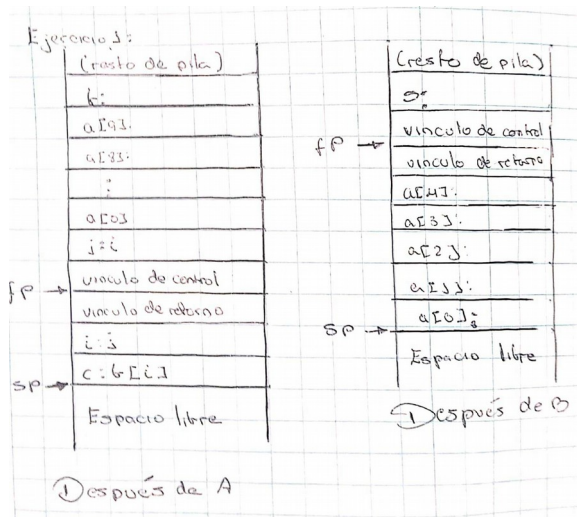 Ejercicio 1:
(resto de pila)
t:
a[9]:
a[8]:
:
a[0]
j=i
vinculo de control
fp →
vinculo de retorno
i: j
c: b[i]
sp →
Espacio libre
Después de A
(resto de pila)
s:
vinculo de control
fp →
vinculo de retorno
a[4]:
a[3]:
a[2]:
a[1]:
a[0]:
sp →
Espacio libre
Después de B